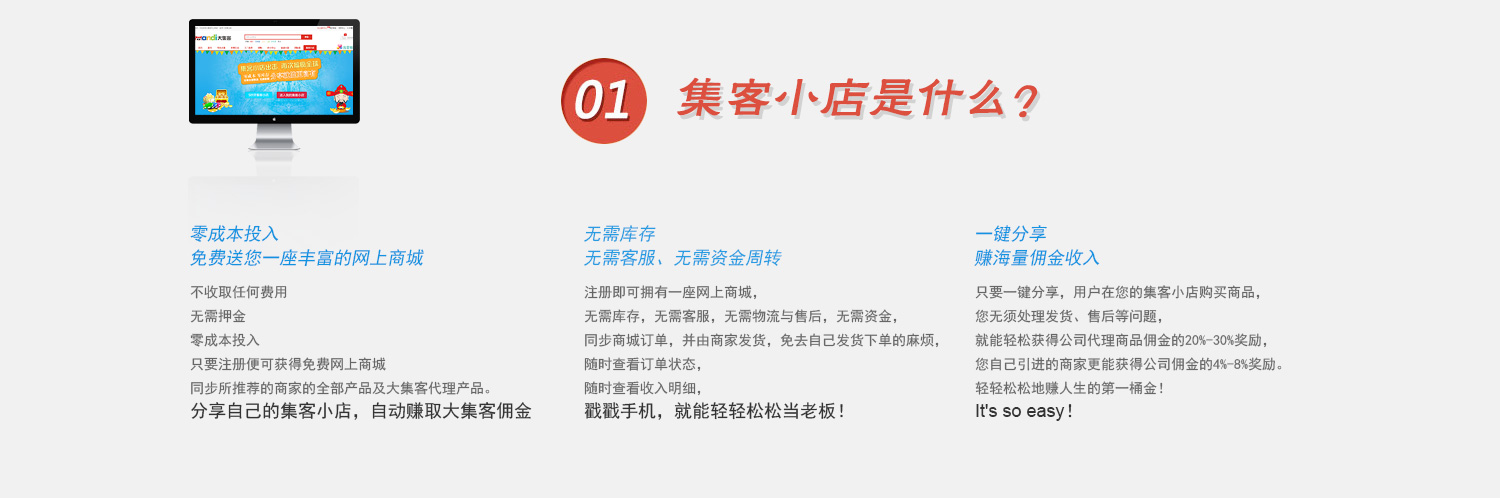 大集客
01
集客小店是什么?
零成本投入
免费送您一座丰富的网上商城
不收取任何费用
无需押金
零成本投入
只要注册便可获得免费网上商城
同步所推荐的商家的全部产品及大集客代理产品。
分享自己的集客小店，自动赚取大集客佣金
无需库存
无需客服、无需资金周转
注册即可拥有一座网上商城，
无需库存，无需客服，无需物流与售后，无需资金，
同步商城订单，并由商家发货，免去自己发货下单的麻烦，
随时查看订单状态，
随时查看收入明细，
戳戳手机，就能轻轻松松当老板！
一键分享
赚海量佣金收入
只要一键分享，用户在您的集客小店购买商品，
您无须处理发货、售后等问题，
就能轻松获得公司代理商品佣金的20%-30%奖励，
您自己引进的商家更能获得公司佣金的4%-8%奖励。
轻轻松松地赚人生的第一桶金！
It's so easy！